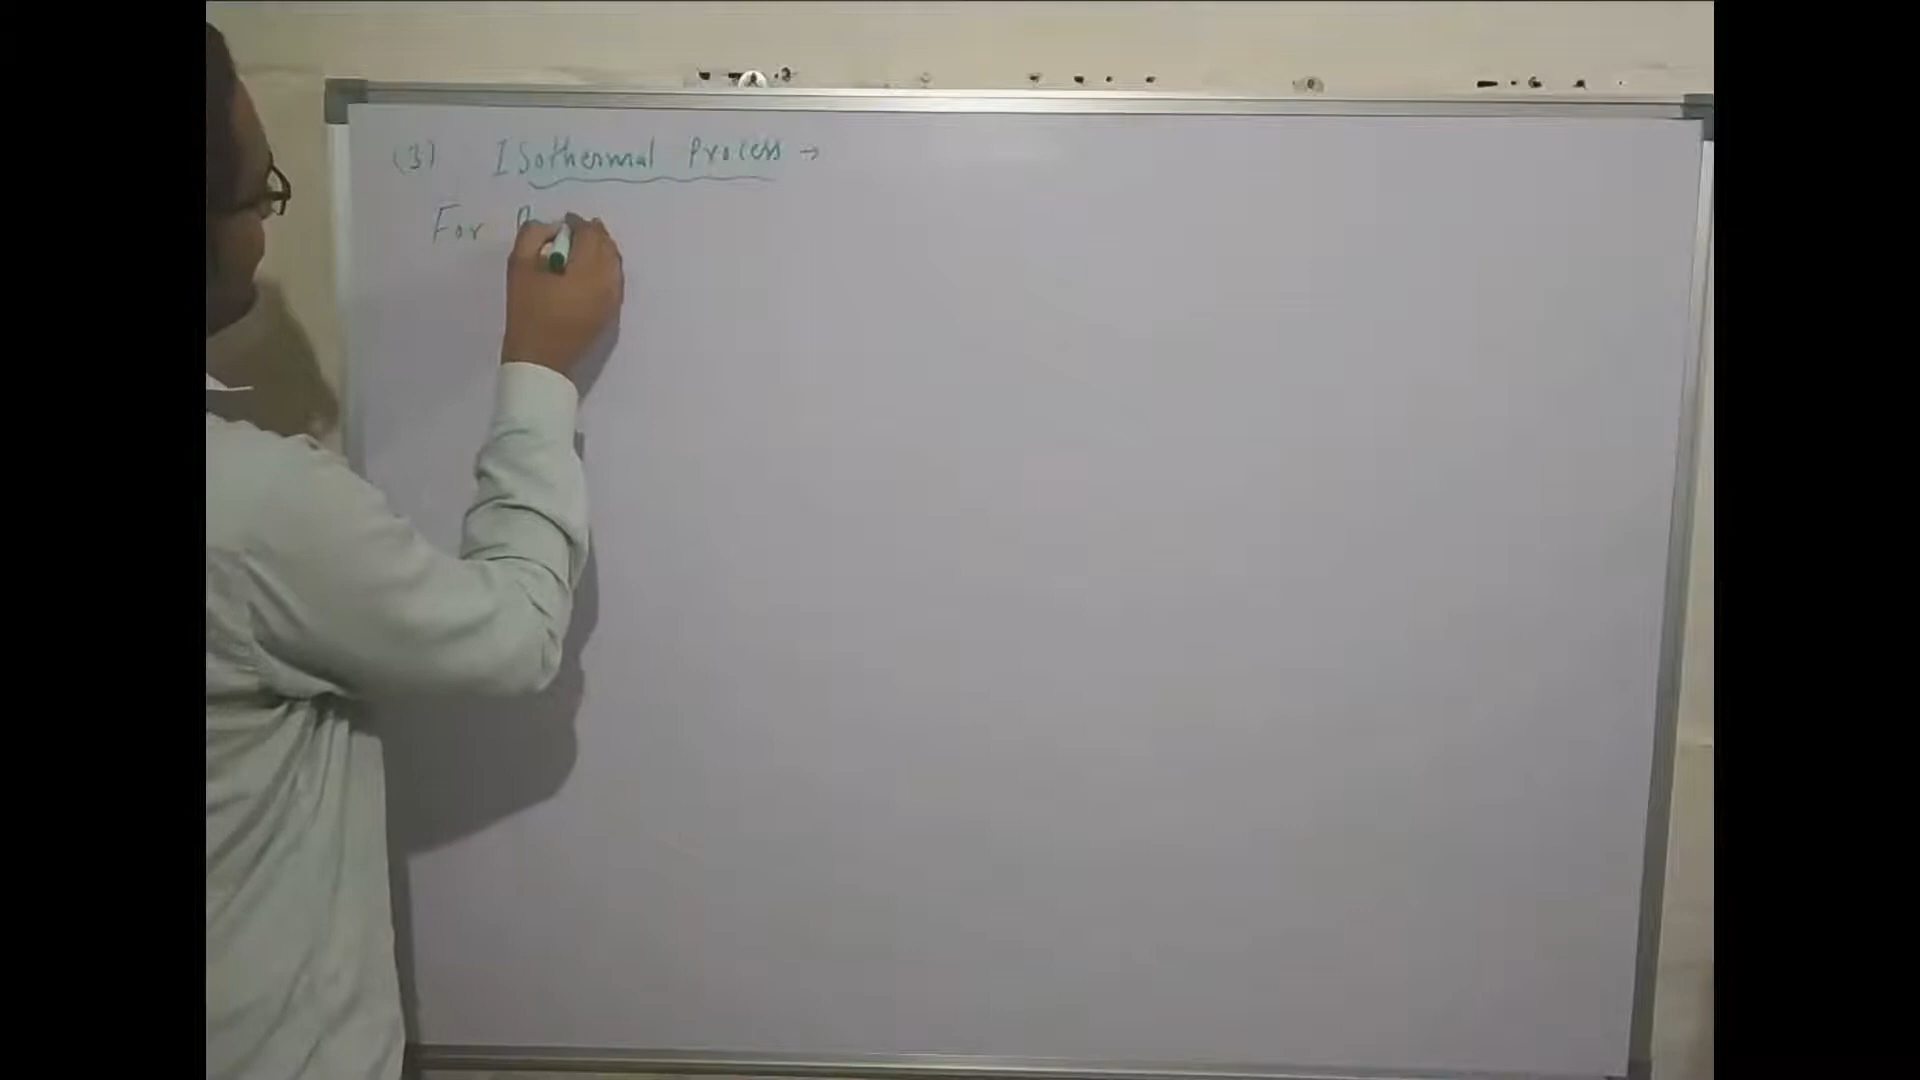 (3) Isothermal Process →
For